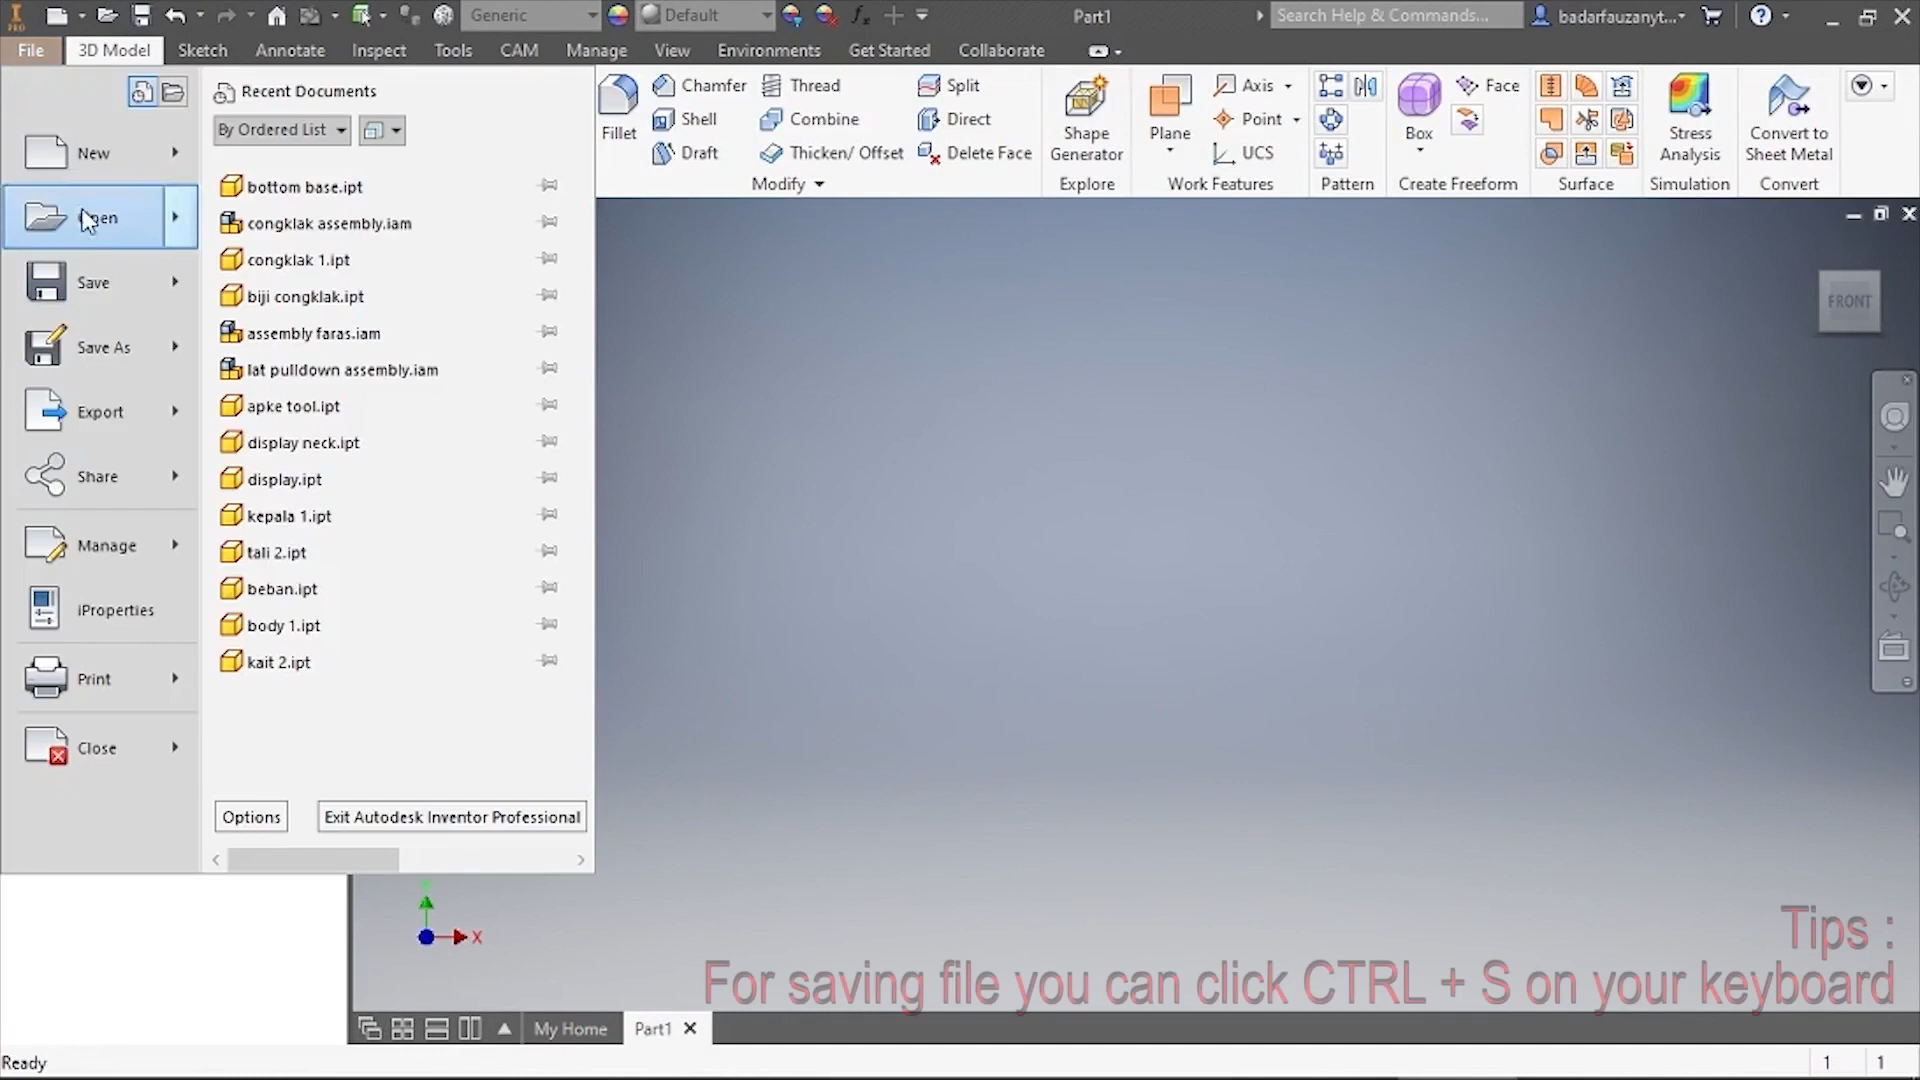 PRO
Generic
Default
Part1
Search Help & Commands...
badarfauzanyt...
File
3D Model
Sketch
Annotate
Inspect
Tools
CAM
Manage
View
Environments
Get Started
Collaborate
Recent Documents
By Ordered List
New
Open
Save
Save As
Export
Share
Manage
iProperties
Print
Close
bottom base.ipt
congklak assembly.iam
congklak 1.ipt
biji congklak.ipt
assembly faras.iam
lat pulldown assembly.iam
apke tool.ipt
display neck.ipt
display.ipt
kepala 1.ipt
tali 2.ipt
beban.ipt
body 1.ipt
kait 2.ipt
Options
Exit Autodesk Inventor Professional
Fillet
Chamfer
Shell
Draft
Thread
Combine
Thicken/ Offset
Split
Direct
Delete Face
Modify
Shape
Generator
Explore
Plane
Axis
Point
UCS
Work Features
Pattern
Box
Face
Create Freeform
Surface
Stress
Analysis
Simulation
Convert to
Sheet Metal
Convert
FRONT
X
Tips :
For saving file you can click CTRL + S on your keyboard
My Home
Part1
Ready
1
1